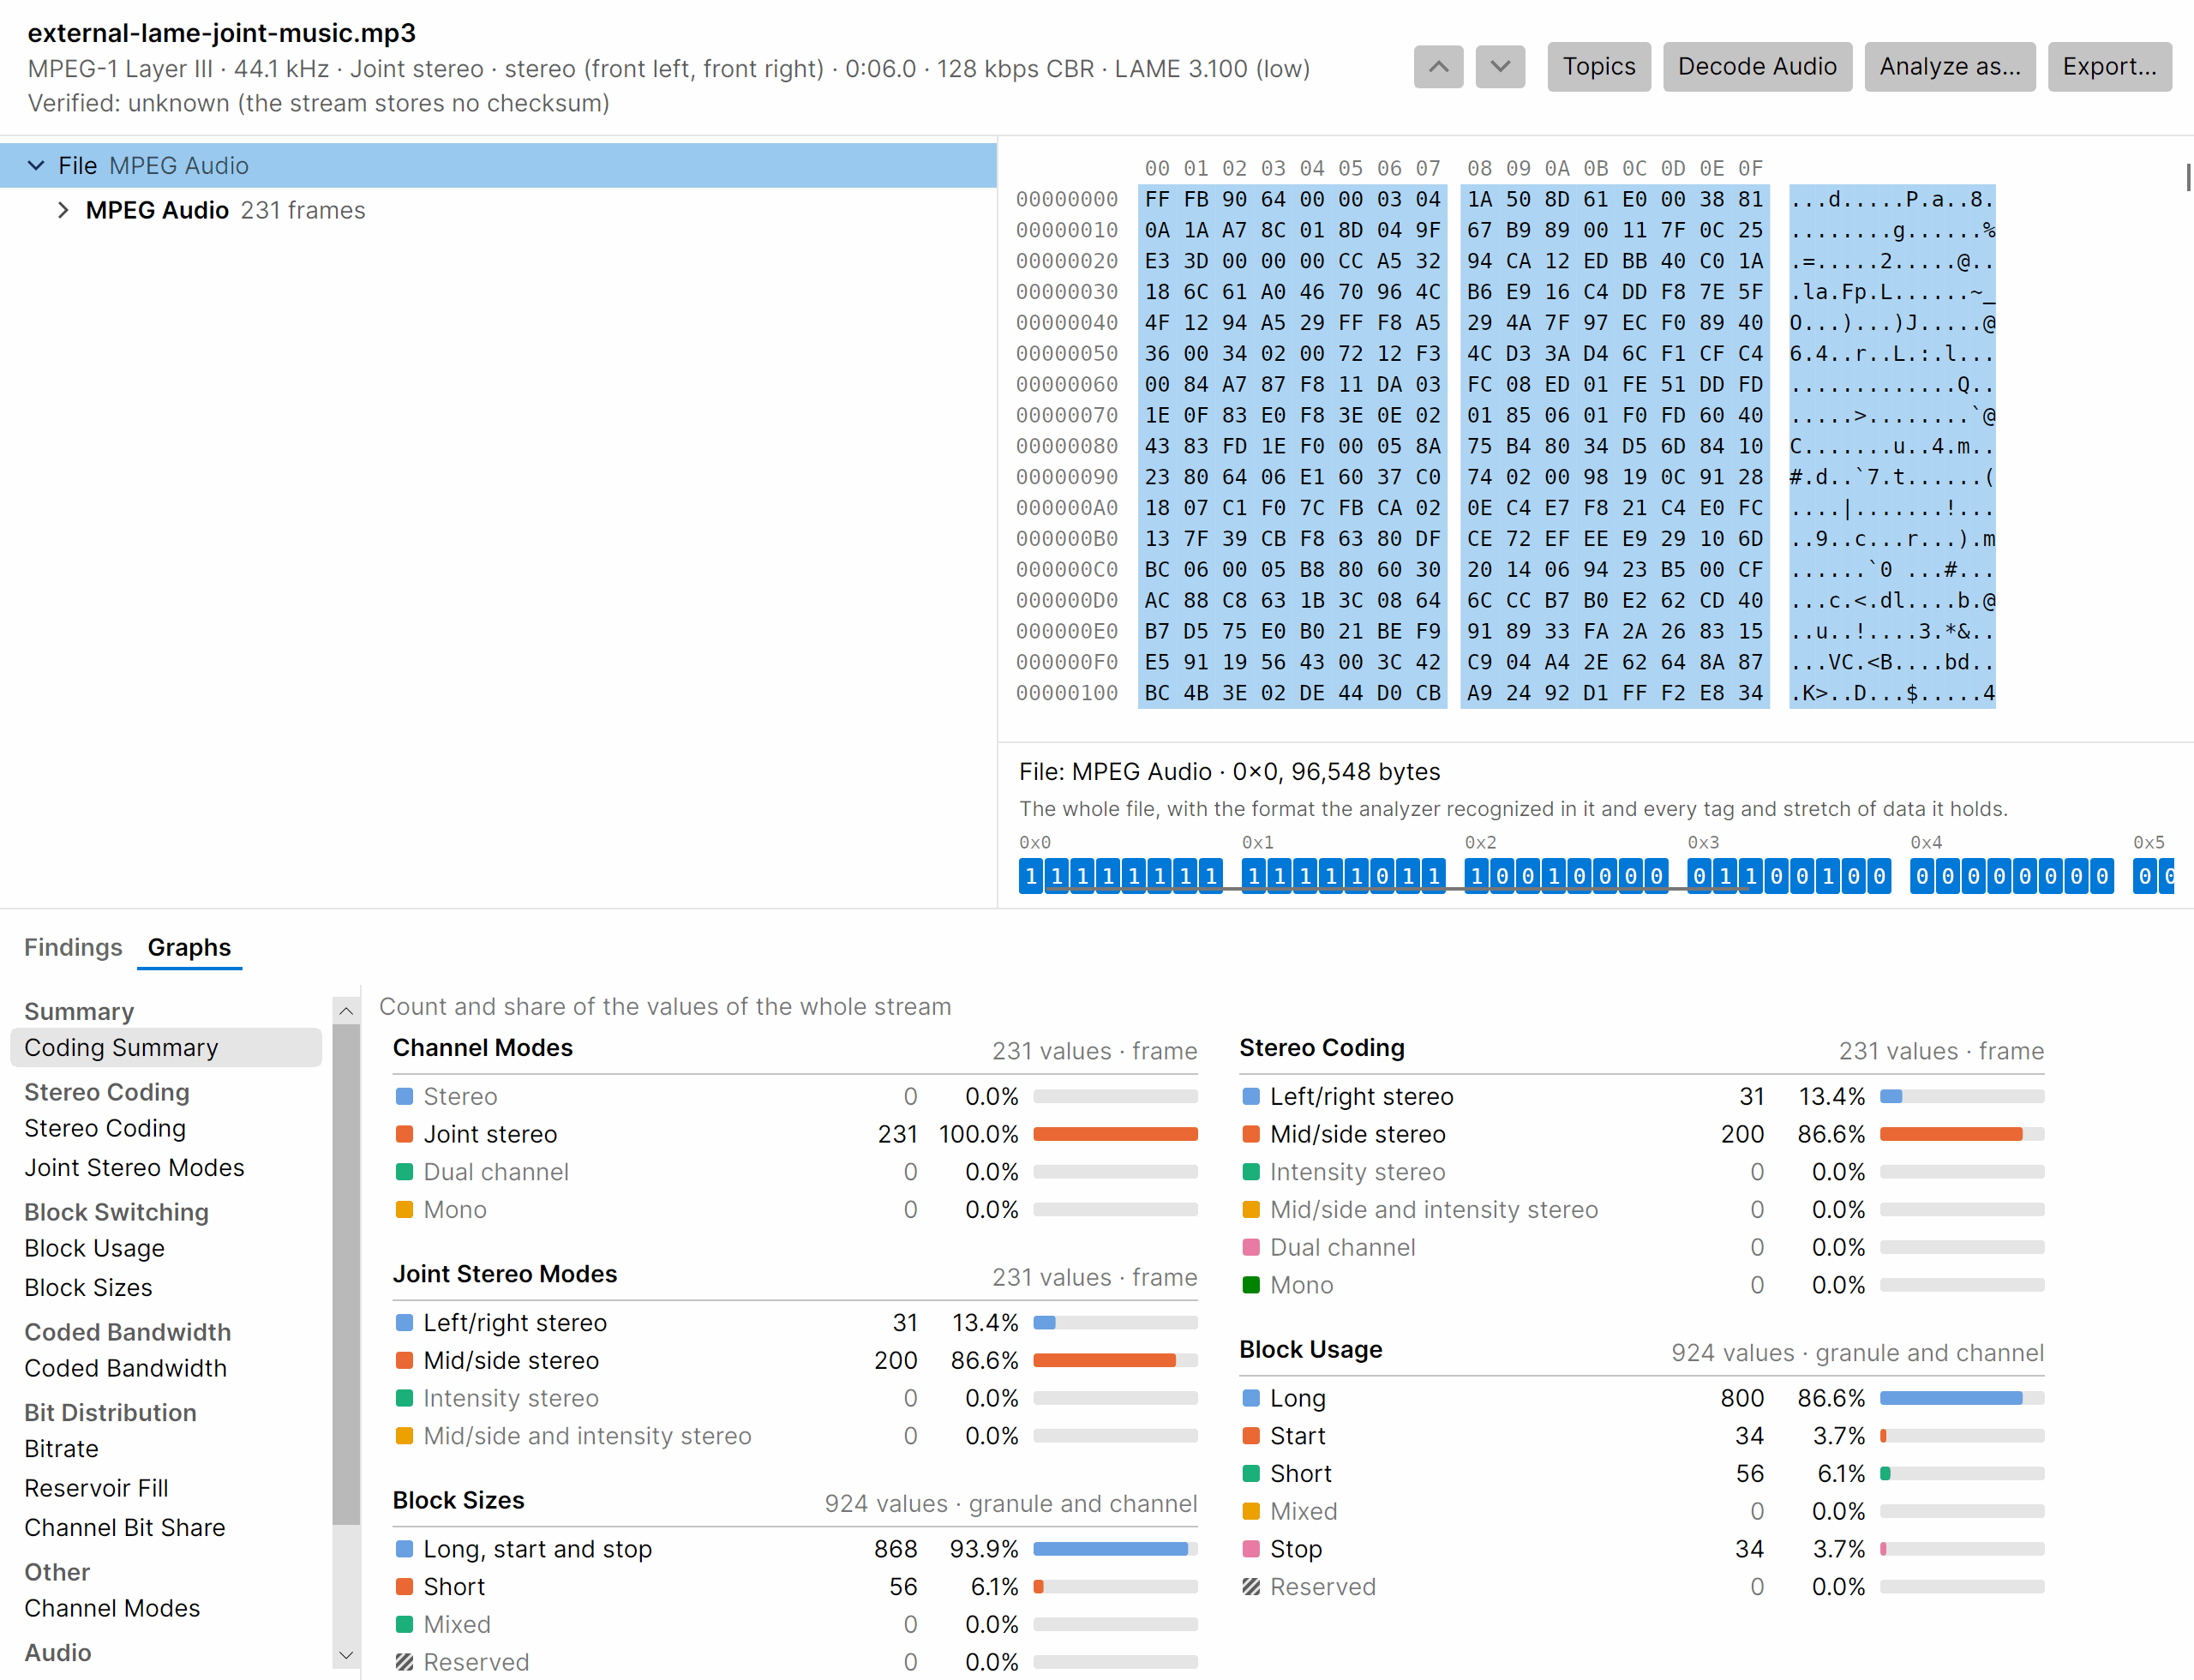 external-lame-joint-music.mp3
MPEG-1 Layer III · 44.1 kHz · Joint stereo · stereo (front left, front right) · 0:06.0 · 128 kbps CBR · LAME 3.100 (low)
Verified: unknown (the stream stores no checksum)
Topics
Decode Audio
Analyze as...
Export...
File MPEG Audio
MPEG Audio 231 frames
00 01 02 03 04 05 06 07 08 09 0A 0B 0C 0D 0E 0F
00000000 FF FB 90 64 00 00 03 04 1A 50 8D 61 E0 00 38 81 ...d.....P.a..8.
00000010 0A 1A A7 8C 01 8D 04 9F 67 B9 89 00 11 7F 0C 25 ........g......%
00000020 E3 3D 00 00 00 CC A5 32 94 CA 12 ED BB 40 C0 1A .=.....2.....@..
00000030 18 6C 61 A0 46 70 96 4C B6 E9 16 C4 DD F8 7E 5F .la.Fp.L......~_
00000040 4F 12 94 A5 29 FF F8 A5 29 4A 7F 97 EC F0 89 40 O...)...)J.....@
00000050 36 00 34 02 00 72 12 F3 4C D3 3A D4 6C F1 CF C4 6.4..r..L.:.l...
00000060 00 84 A7 87 F8 11 DA 03 FC 08 ED 01 FE 51 DD FD .............Q..
00000070 1E 0F 83 E0 F8 3E 0E 02 01 85 06 01 F0 FD 60 40 .....>........`@
00000080 43 83 FD 1E F0 00 05 8A 75 B4 80 34 D5 6D 84 10 C.......u..4.m..
00000090 23 80 64 06 E1 60 37 C0 74 02 00 98 19 0C 91 28 #.d..`7.t......(
000000A0 18 07 C1 F0 7C FB CA 02 0E C4 E7 F8 21 C4 E0 FC ....|.......!...
000000B0 13 7F 39 CB F8 63 80 DF CE 72 EF EE E9 29 10 6D ..9..c...r...).m
000000C0 BC 06 00 05 B8 80 60 30 20 14 06 94 23 B5 00 CF ......`0 ...#...
000000D0 AC 88 C8 63 1B 3C 08 64 6C CC B7 B0 E2 62 CD 40 ...c.<.dl....b.@
000000E0 B7 D5 75 E0 B0 21 BE F9 91 89 33 FA 2A 26 83 15 ..u..!....3.*&..
000000F0 E5 91 19 56 43 00 3C 42 C9 04 A4 2E 62 64 8A 87 ...VC.<B....bd..
00000100 BC 4B 3E 02 DE 44 D0 CB A9 24 92 D1 FF F2 E8 34 .K>..D...$.....4
File: MPEG Audio · 0×0, 96,548 bytes
The whole file, with the format the analyzer recognized in it and every tag and stretch of data it holds.
0x0 0x1 0x2 0x3 0x4 0x5
1 1 1 1 1 1 1 1 1 1 1 1 1 0 1 1 1 0 0 1 0 0 0 0 0 1 1 0 0 1 0 0 0 0 0 0 0 0 0 0 0 0
Findings
Graphs
Summary
Coding Summary
Stereo Coding
Stereo Coding
Joint Stereo Modes
Block Switching
Block Usage
Block Sizes
Coded Bandwidth
Coded Bandwidth
Bit Distribution
Bitrate
Reservoir Fill
Channel Bit Share
Other
Channel Modes
Audio
Count and share of the values of the whole stream
Channel Modes 231 values · frame
Stereo 0 0.0%
Joint stereo 231 100.0%
Dual channel 0 0.0%
Mono 0 0.0%
Joint Stereo Modes 231 values · frame
Left/right stereo 31 13.4%
Mid/side stereo 200 86.6%
Intensity stereo 0 0.0%
Mid/side and intensity stereo 0 0.0%
Block Sizes 924 values · granule and channel
Long, start and stop 868 93.9%
Short 56 6.1%
Mixed 0 0.0%
Reserved 0 0.0%
Stereo Coding 231 values · frame
Left/right stereo 31 13.4%
Mid/side stereo 200 86.6%
Intensity stereo 0 0.0%
Mid/side and intensity stereo 0 0.0%
Dual channel 0 0.0%
Mono 0 0.0%
Block Usage 924 values · granule and channel
Long 800 86.6%
Start 34 3.7%
Short 56 6.1%
Mixed 0 0.0%
Stop 34 3.7%
Reserved 0 0.0%